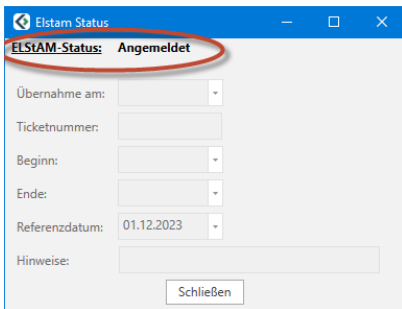 Elstam Status
ELStAM-Status: Angemeldet
Übernahme am:
Ticketnummer:
Beginn:
Ende:
Referenzdatum: 01.12.2023
Hinweise:
Schließen